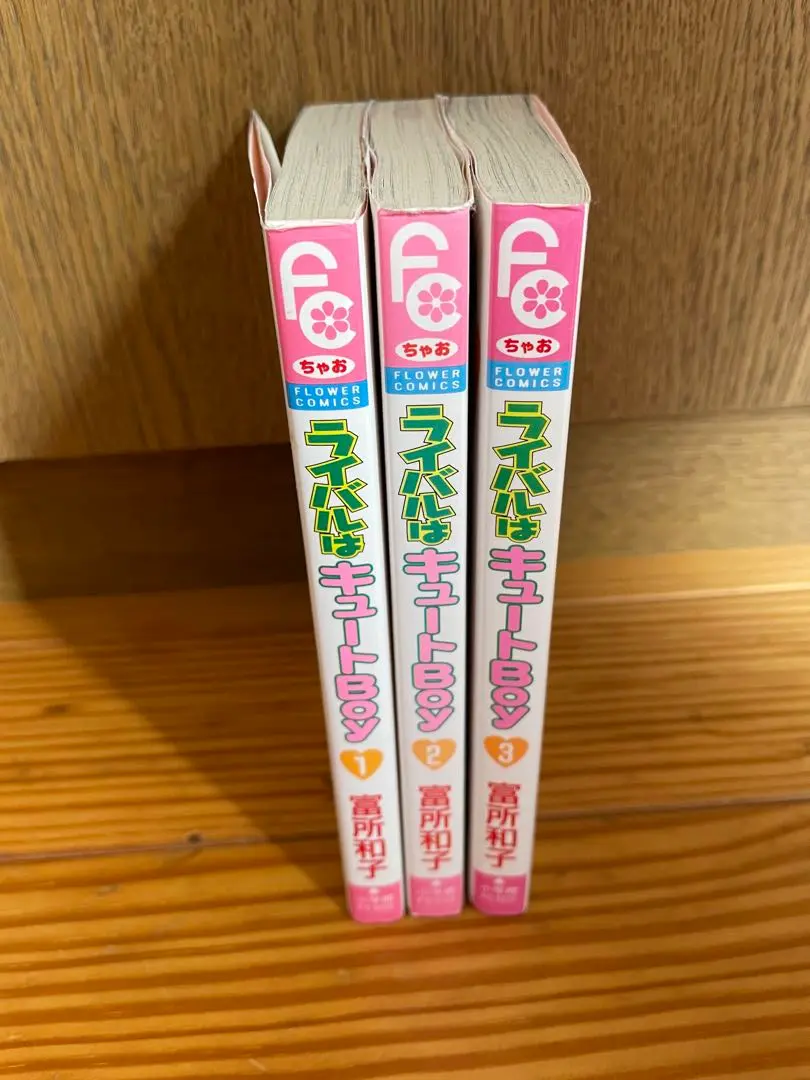 FC
ちゃお
FLOWER
COMICS
ライバルは
キュートBoy
1
富所和子
FC
ちゃお
FLOWER
COMICS
ライバルは
キュートBoy
2
富所和子
FC
ちゃお
FLOWER
COMICS
ライバルは
キュートBoy
3
富所和子